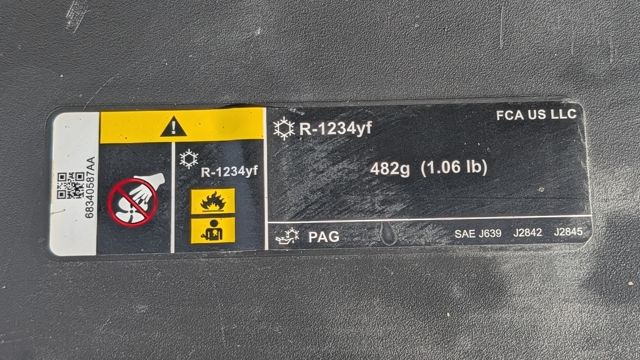 68340587AA
R-1234yf
R-1234yf
FCA US LLC
482g (1.06 lb)
PAG
SAE J639 J2842 J2845